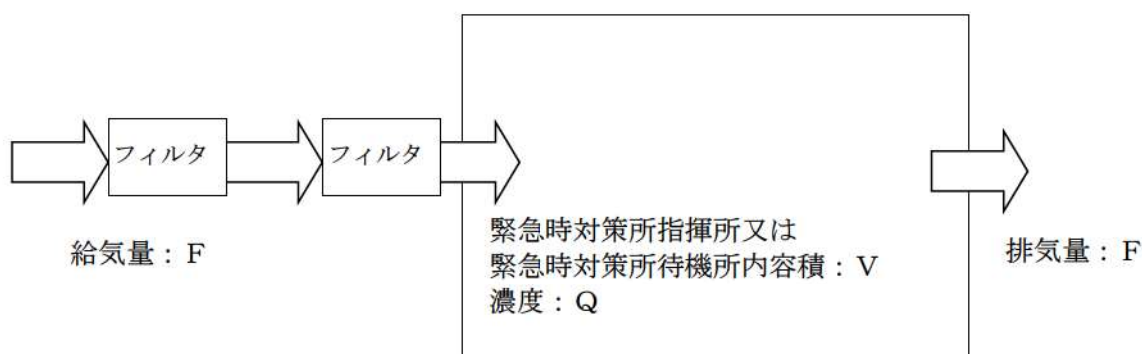 フィルタ
フィルタ
給気量：F
緊急時対策所指揮所又は
緊急時対策所待機所内容積：V
濃度：Q
排気量：F